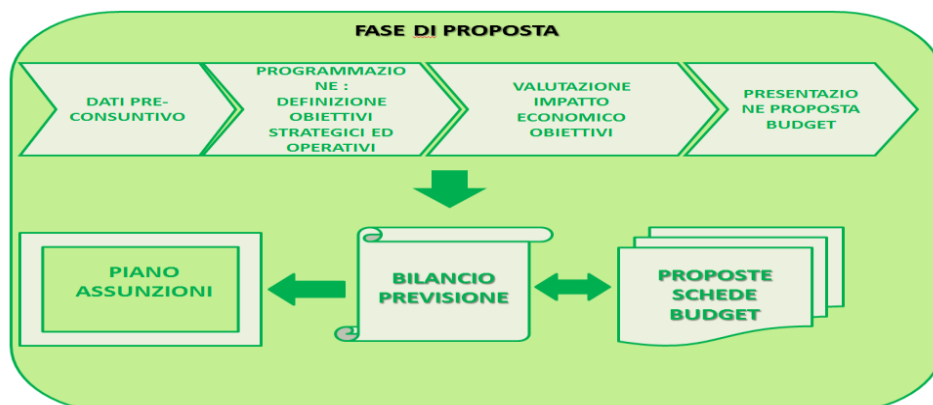 FASE DI PROPOSTA
DATI PRE-
CONSUNTIVO
PROGRAMMAZIO
NE :
DEFINIZIONE
OBIETTIVI
STRATEGICI ED
OPERATIVI
VALUTAZIONE
IMPATTO
ECONOMICO
OBIETTIVI
PRESENTAZIO
NE PROPOSTA
BUDGET
PIANO
ASSUNZIONI
BILANCIO
PREVISIONE
PROPOSTE
SCHEDE
BUDGET